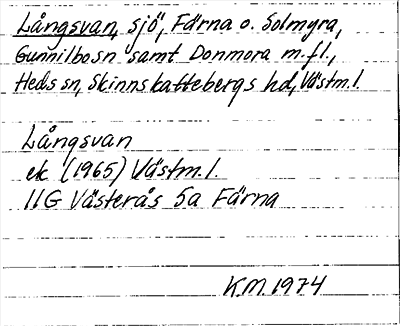 Långsvan, sjö, Färna o. Solmyra,
Gunnilbo sn samt Donmora m.fl.,
Heds sn, Skinnskattebergs hd, Västm.l.
Långsvan
ek (1965) Västm.l.
11G Västerås 5a Färna
K.M. 1974